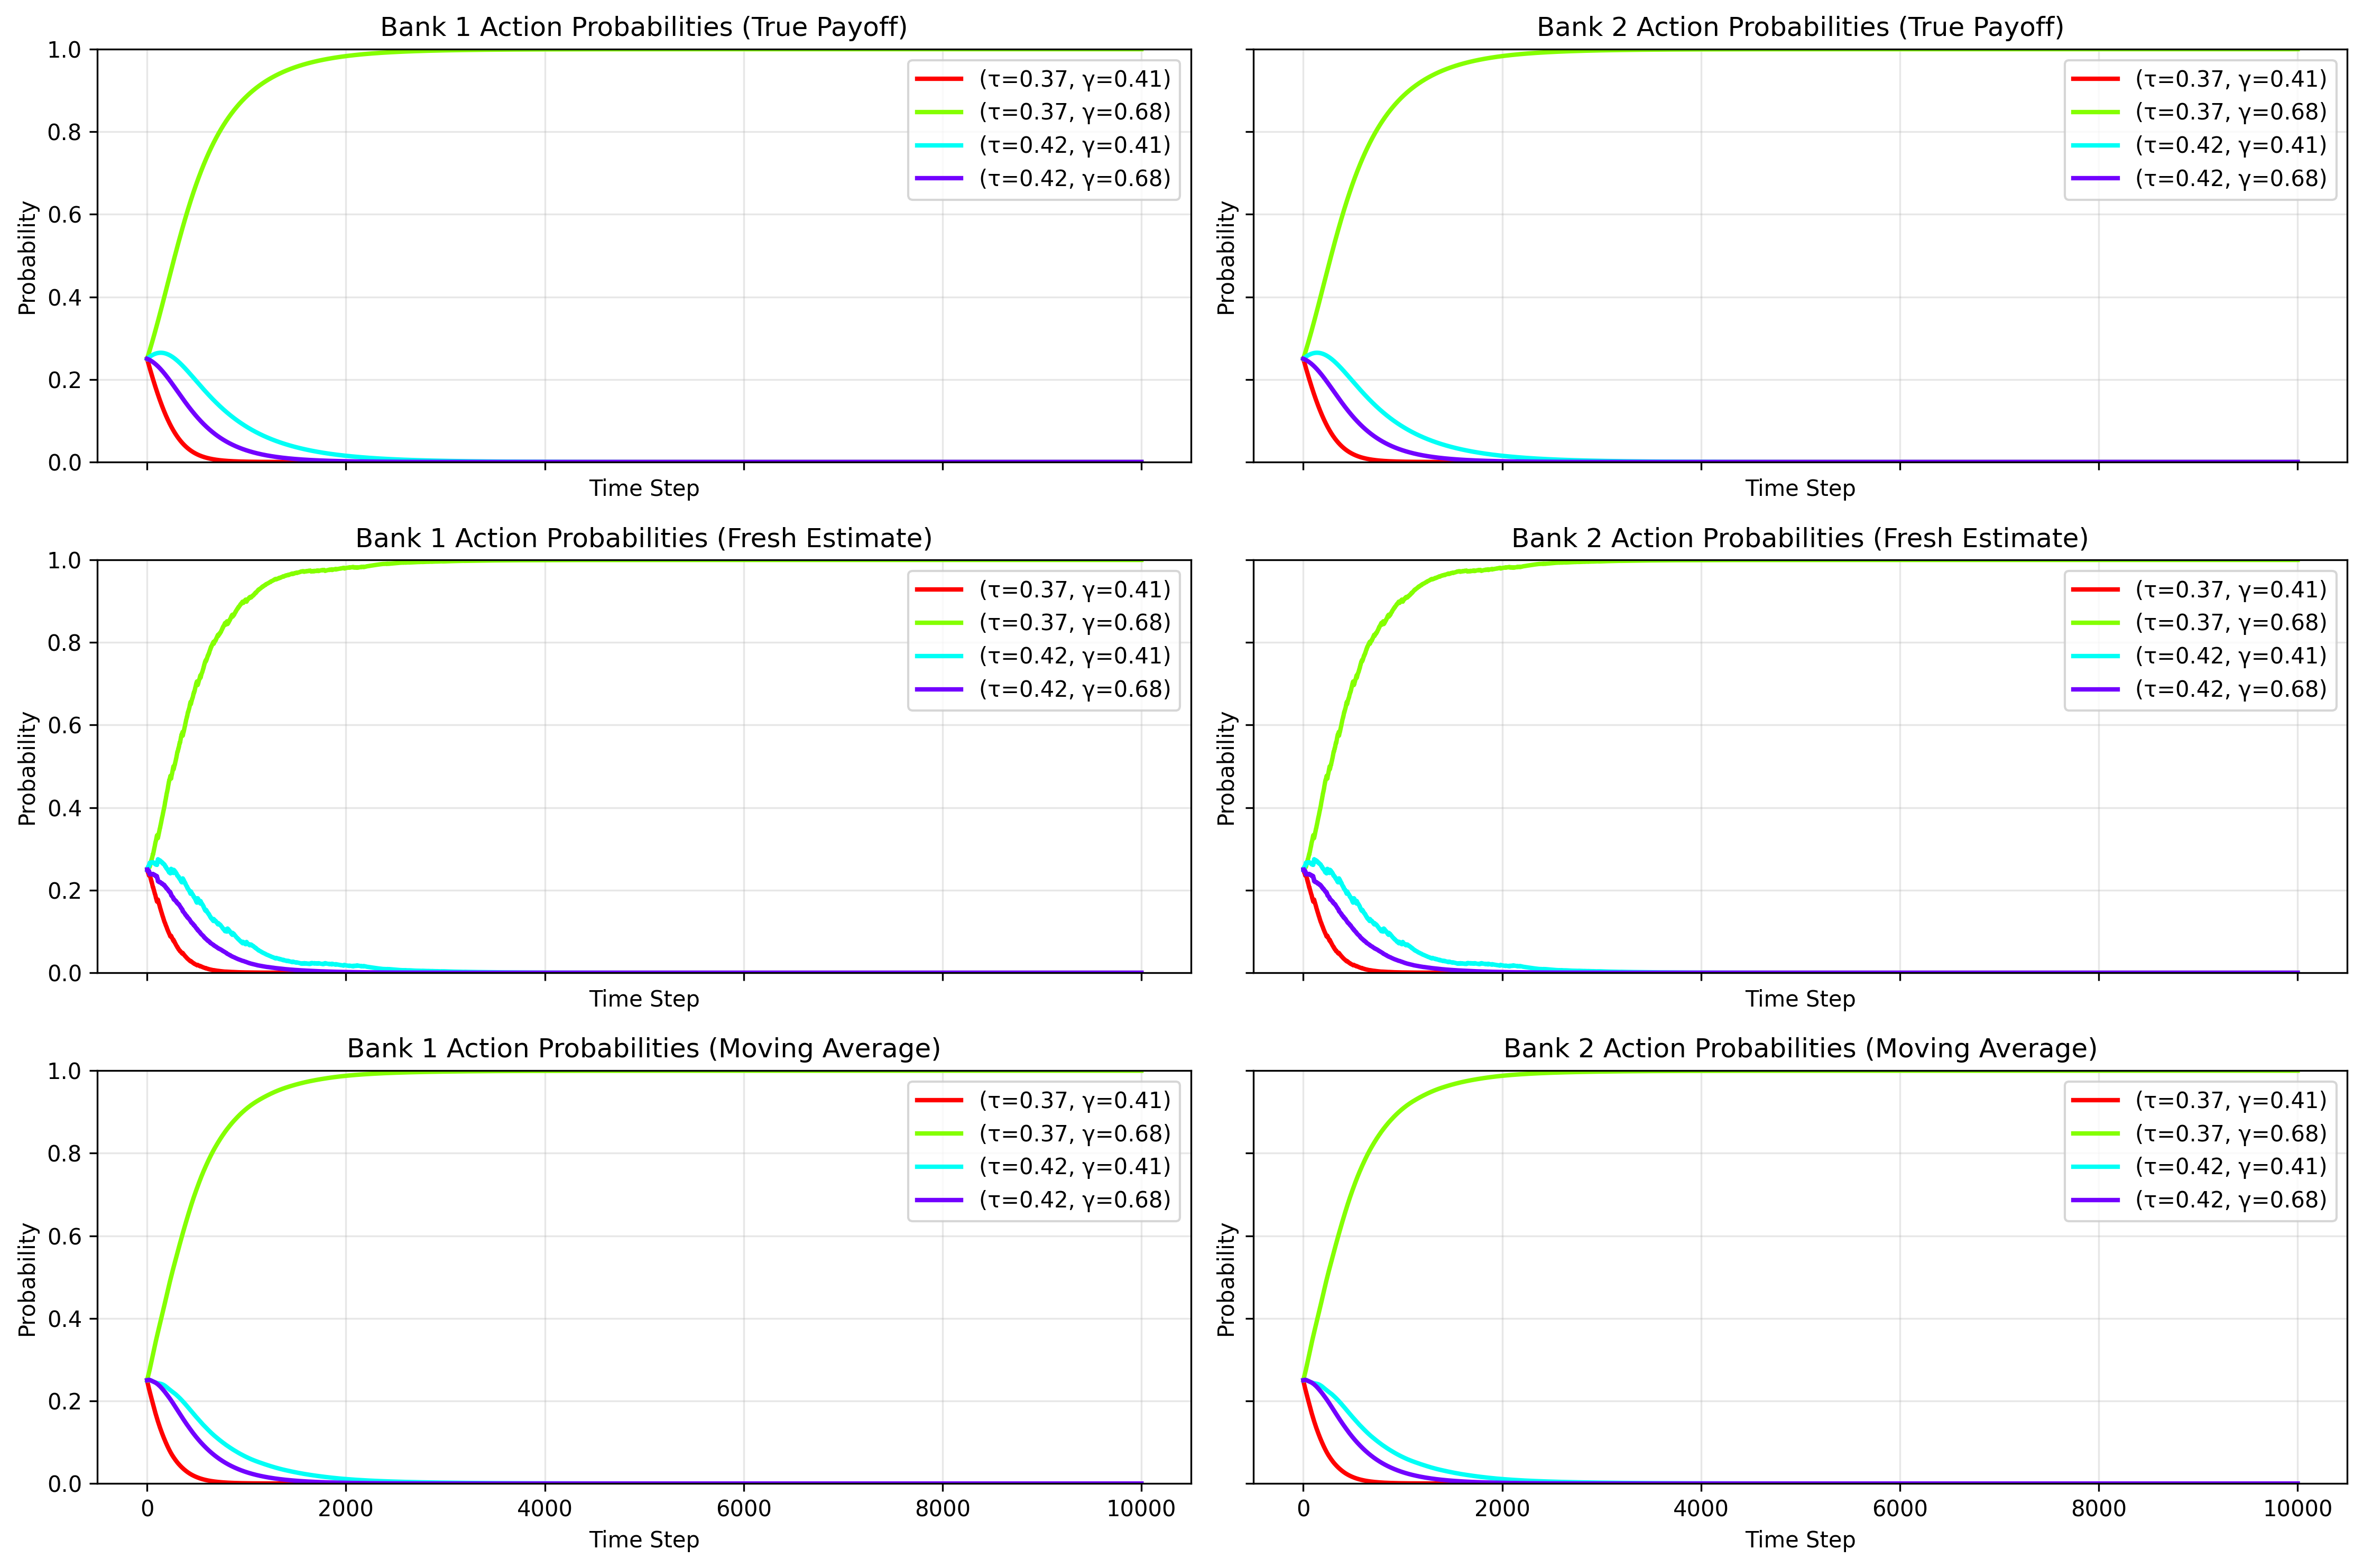 Bank 1 Action Probabilities (True Payoff)
1.0
0.8
0.6
0.4
0.2
0.0
Probability
Time Step
(τ=0.37, γ=0.41)
(τ=0.37, γ=0.68)
(τ=0.42, γ=0.41)
(τ=0.42, γ=0.68)
Bank 2 Action Probabilities (True Payoff)
Probability
Time Step
(τ=0.37, γ=0.41)
(τ=0.37, γ=0.68)
(τ=0.42, γ=0.41)
(τ=0.42, γ=0.68)
Bank 1 Action Probabilities (Fresh Estimate)
1.0
0.8
0.6
0.4
0.2
0.0
Probability
Time Step
(τ=0.37, γ=0.41)
(τ=0.37, γ=0.68)
(τ=0.42, γ=0.41)
(τ=0.42, γ=0.68)
Bank 2 Action Probabilities (Fresh Estimate)
Probability
Time Step
(τ=0.37, γ=0.41)
(τ=0.37, γ=0.68)
(τ=0.42, γ=0.41)
(τ=0.42, γ=0.68)
Bank 1 Action Probabilities (Moving Average)
1.0
0.8
0.6
0.4
0.2
0.0
Probability
0 2000 4000 6000 8000 10000
Time Step
(τ=0.37, γ=0.41)
(τ=0.37, γ=0.68)
(τ=0.42, γ=0.41)
(τ=0.42, γ=0.68)
Bank 2 Action Probabilities (Moving Average)
Probability
0 2000 4000 6000 8000 10000
Time Step
(τ=0.37, γ=0.41)
(τ=0.37, γ=0.68)
(τ=0.42, γ=0.41)
(τ=0.42, γ=0.68)